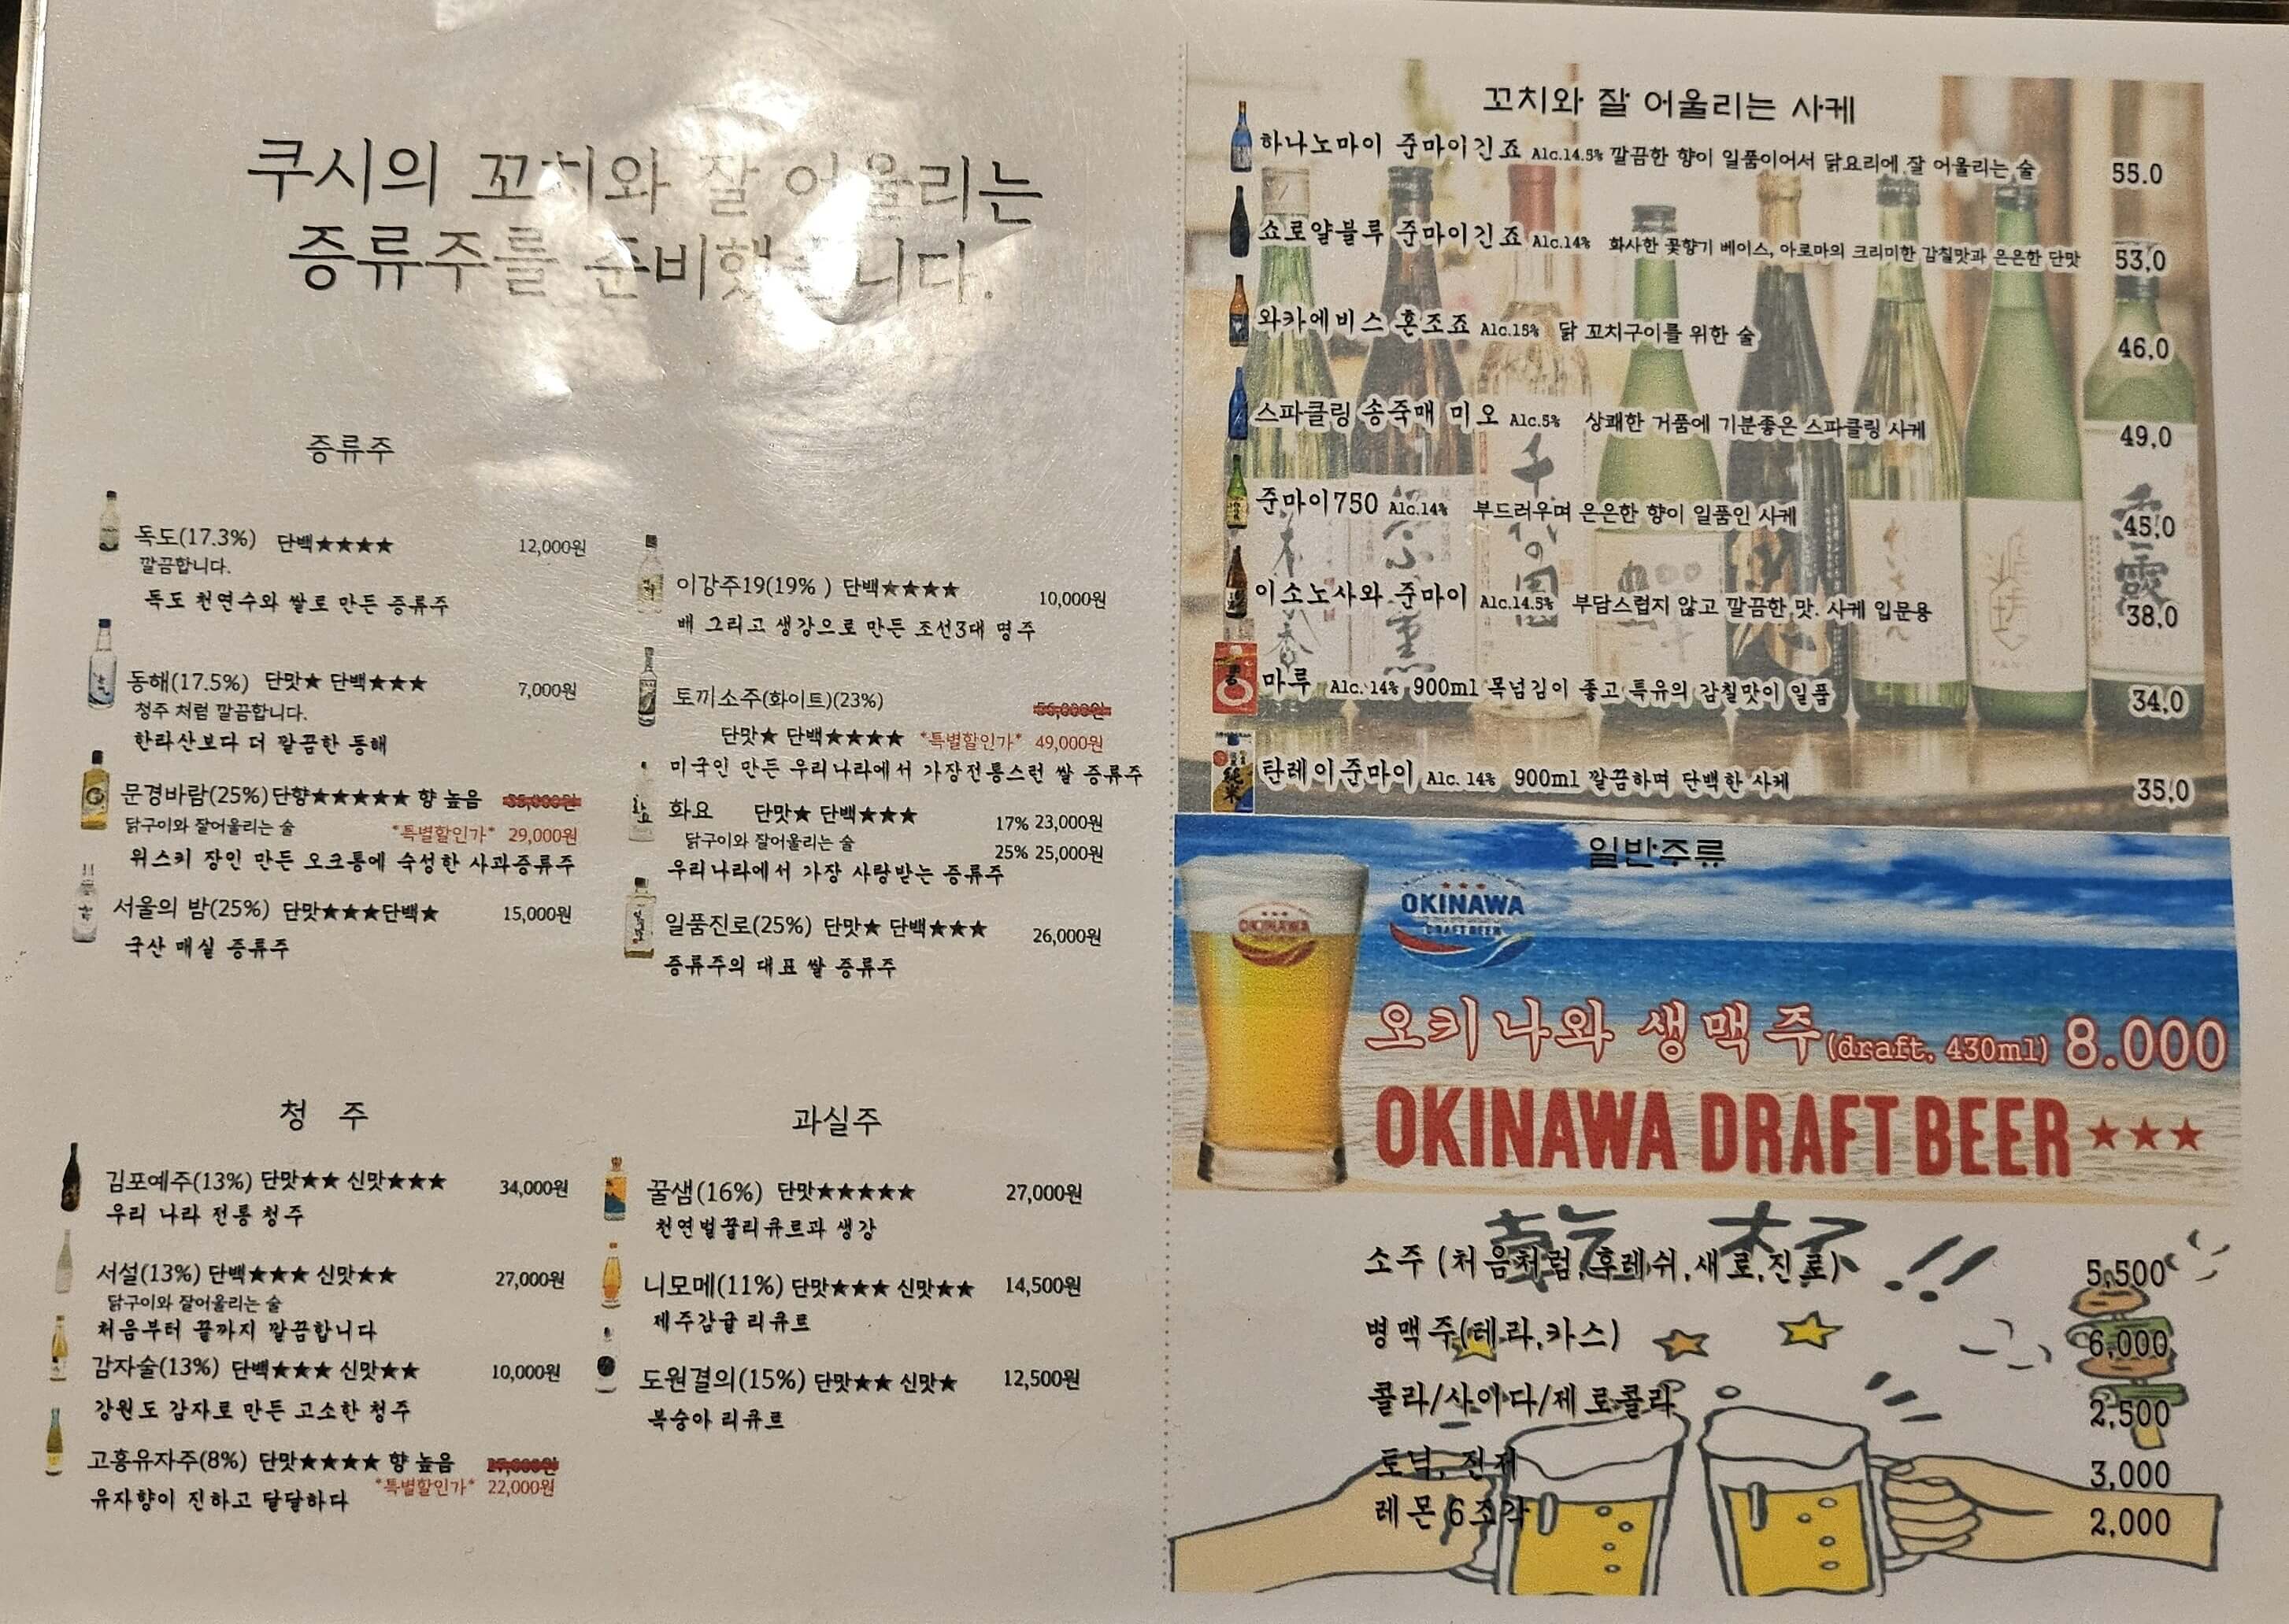 쿠시의 꼬치와 잘 어울리는
증류주를 준비했습니다.
증류주
독도(17.3%) 단백★★★★ 12,000원
깔끔합니다.
독도 천연수와 쌀로 만든 증류주
동해(17.5%) 단맛★ 단백★★★ 7,000원
청주 처럼 깔끔합니다.
한라산보다 더 깔끔한 동해
문경바람(25%)단향★★★★★ 향 높음
닭구이와 잘어울리는 술 *특별할인가* 29,000원
위스키 장인 만든 오크통에 숙성한 사과증류주
서울의 밤(25%) 단맛★★★단백★ 15,000원
국산 매실 증류주
이강주19(19% ) 단백★★★★ 10,000원
배 그리고 생강으로 만든 조선3대 명주
토끼소주(화이트)(23%)
단맛★ 단백★★★★ *특별할인가* 49,000원
미국인 만든 우리나라에서 가장전통스런 쌀 증류주
화요 단맛★ 단백★★★ 17% 23,000원
닭구이와 잘어울리는 술 25% 25,000원
우리나라에서 가장 사랑받는 증류주
일품진로(25%) 단맛★ 단백★★★ 26,000원
증류주의 대표 쌀 증류주
청 주
김포예주(13%) 단맛★★ 신맛★★★ 34,000원
우리 나라 전통 청주
서설(13%) 단백★★★ 신맛★★ 27,000원
닭구이와 잘어울리는 술
처음부터 끝까지 깔끔합니다
감자술(13%) 단백★★★ 신맛★★ 10,000원
강원도 감자로 만든 고소한 청주
고흥유자주(8%) 단맛★★★★ 향 높음
*특별할인가* 22,000원
유자향이 진하고 달달하다
과실주
꿀샘(16%) 단맛★★★★★ 27,000원
천연벌꿀리큐르과 생강
니모메(11%) 단맛★★★ 신맛★★ 14,500원
제주감귤 리큐르
도원결의(15%) 단맛★★ 신맛★ 12,500원
복숭아 리큐르
꼬치와 잘 어울리는 사케
하나노마이 준마이긴죠 Alc.14.5% 깔끔한 향이 일품이어서 닭요리에 잘 어울리는 술 55.0
쇼로얄블루 준마이긴죠 Alc.14% 화사한 꽃향기 베이스, 아로마의 크리미한 감칠맛과 은은한 단맛 53,0
와카에비스 혼조죠 Alc.15% 닭 꼬치구이를 위한 술 46,0
스파클링 송죽매 미오 Alc.5% 상쾌한 거품에 기분좋은 스파클링 사케 49,0
준마이750 Alc.14% 부드러우며 은은한 향이 일품인 사케 45,0
이소노사와 준마이 Alc.14.5% 부담스럽지 않고 깔끔한 맛. 사케 입문용 38,0
마루 Alc. 14% 900ml 목넘김이 좋고 특유의 감칠맛이 일품 34,0
탄레이준마이 Alc. 14% 900ml 깔끔하며 단백한 사케 35,0
일반주류
OKINAWA
DRAFT BEER
OKINAWA
오키나와 생맥주(draft, 430ml) 8.000
OKINAWA DRAFT BEER ★★★
乾 杯 !!
소주 (처음처럼,후레쉬,새로,진로) 5,500
병맥주(테라,카스) 6,000
콜라/사이다/제로콜라 2,500
토닉, 진저 3,000
레몬 6조각 2,000